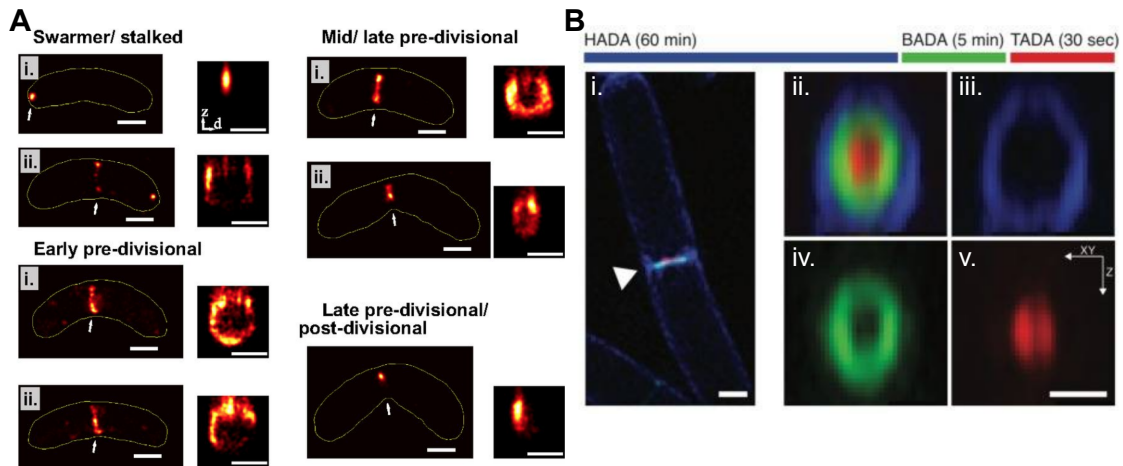 A
Swarmer/ stalked
i.
z
d
ii.
Early pre-divisional
i.
ii.
Mid/ late pre-divisional
i.
ii.
Late pre-divisional/
post-divisional
B
HADA (60 min)
BADA (5 min)
TADA (30 sec)
i.
ii.
iii.
iv.
v.
XY
Z